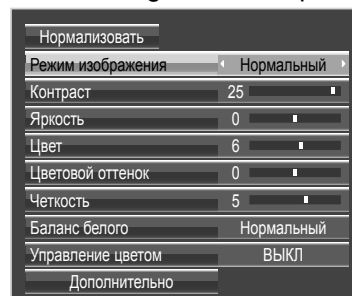 Нормализовать
Режим изображения Нормальный
Контраст 25
Яркость 0
Цвет 6
Цветовой оттенок 0
Четкость 5
Баланс белого Нормальный
Управление цветом ВЫКЛ
Дополнительно